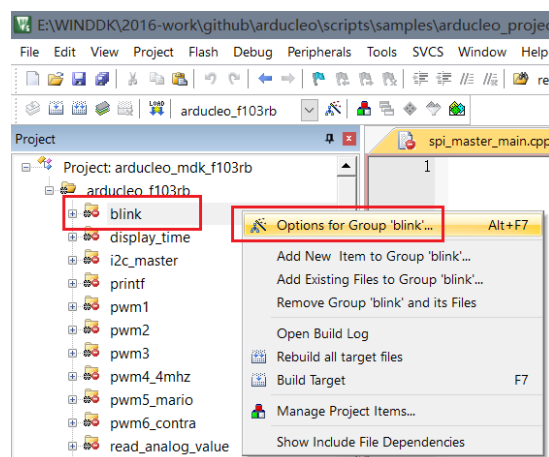 E:\WINDDK\2016-work\github\arducleo\scripts\samples\arducleo_projec
File Edit View Project Flash Debug Peripherals Tools SVCS Window Help
re
LOAD arducleo_f103rb
Project
spi_master_main.cpp
Project: arducleo_mdk_f103rb
1
arducleo_f103rb
blink
Options for Group 'blink'... Alt+F7
display_time
Add New Item to Group 'blink'...
i2c_master
Add Existing Files to Group 'blink'...
printf
Remove Group 'blink' and its Files
pwm1
pwm2
Open Build Log
pwm3
Rebuild all target files
pwm4_4mhz
Build Target F7
pwm5_mario
Manage Project Items...
pwm6_contra
read_analog_value
Show Include File Dependencies